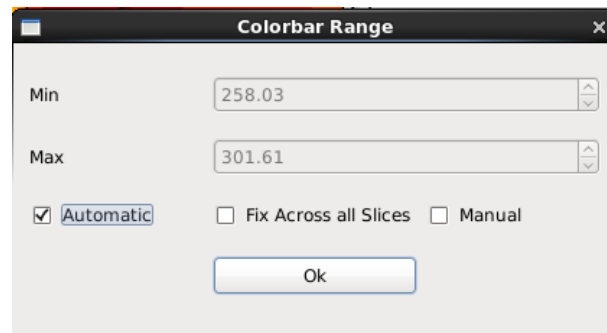 Colorbar Range
Min 258.03
Max 301.61
Automatic Fix Across all Slices Manual
Ok